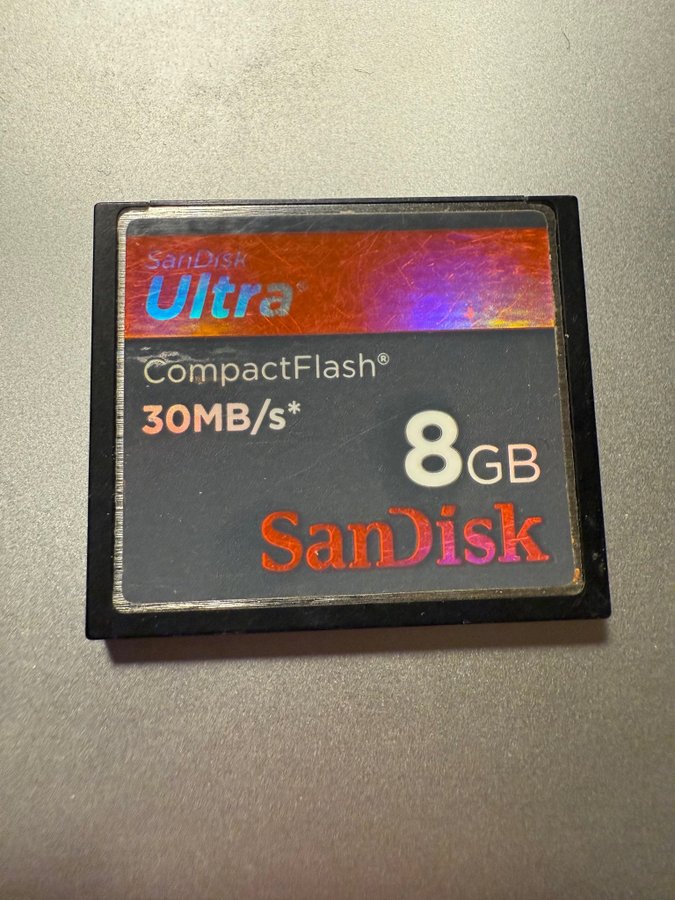 SanDisk
Ultra®
CompactFlash®
30MB/s*
8GB
SanDisk